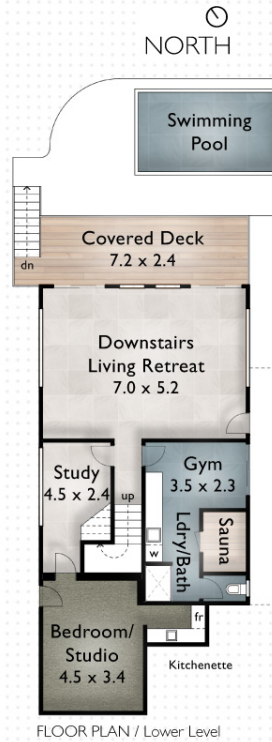 NORTH
Swimming
Pool
Covered Deck
7.2 x 2.4
dn
Downstairs
Living Retreat
7.0 x 5.2
Study
4.5 x 2.4
up
Gym
3.5 x 2.3
Ldry/Bath
Sauna
w
fr
Bedroom/
Studio
4.5 x 3.4
Kitchenette
FLOOR PLAN / Lower Level